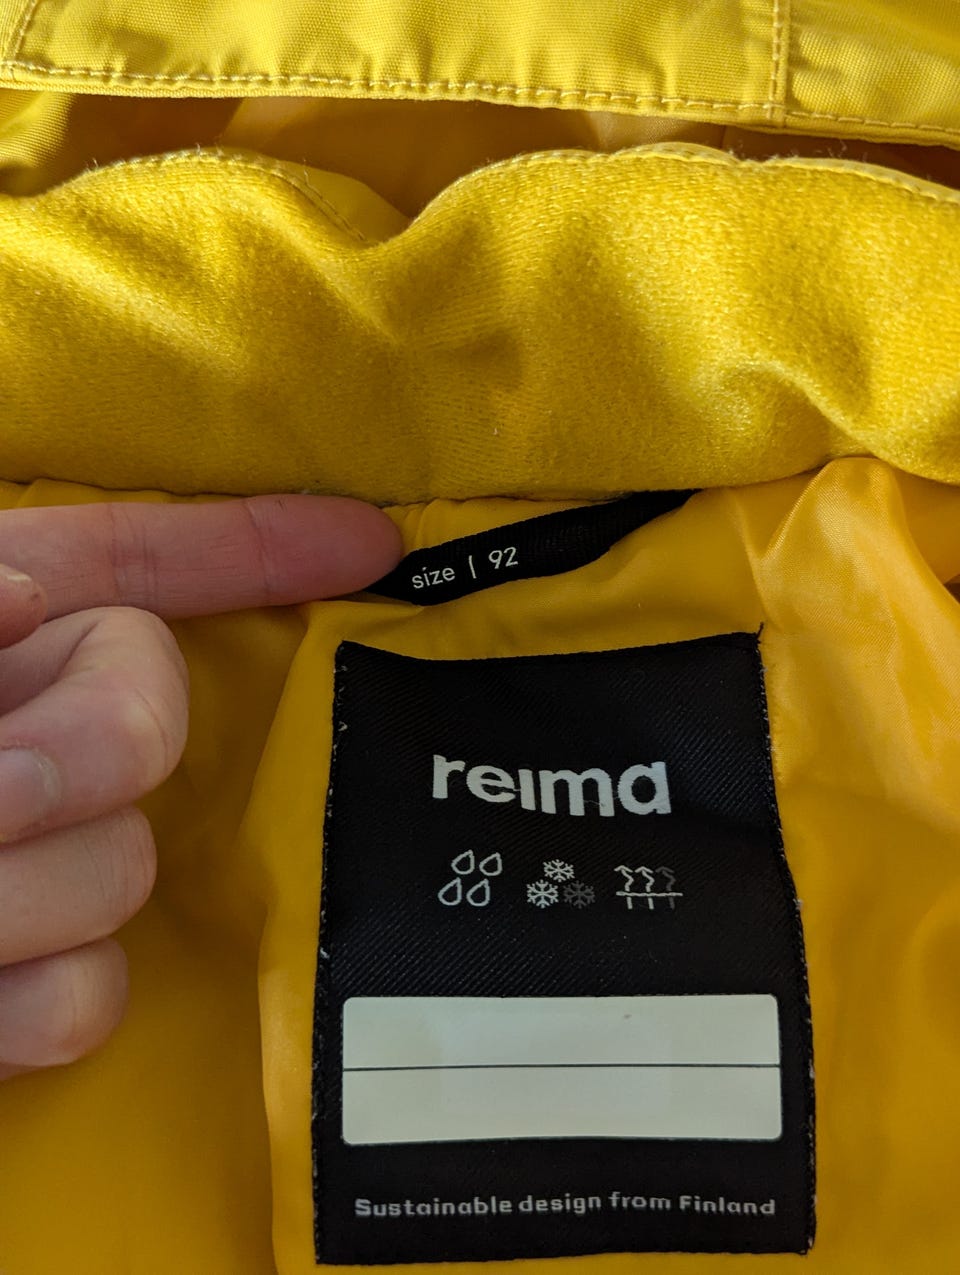 size | 92
reima
Sustainable design from Finland